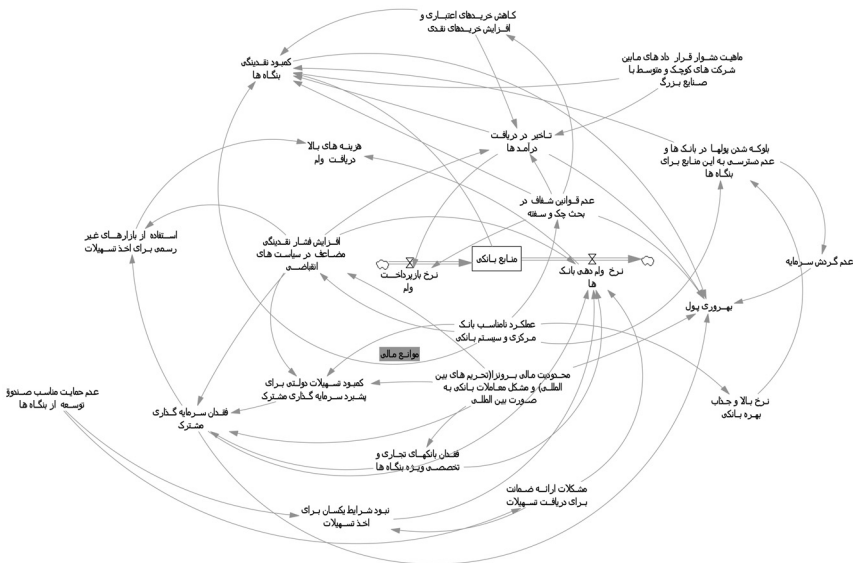 کاهش خریدهای اعتباری و
افزایش خریدهای نقدی
کمبود نقدینگی
بنگاه ها
ماهیت دشوار قرار داد های مابین
شرکت های کوچک و متوسط با
صنایع بزرگ
هزینه های بالا
دریافت وام
تاخیر در دریافت
درآمد ها
بلوکه شدن پولها در بانک ها و
عدم دسترسی به این منابع برای
بنگاه ها
عدم قوانین شفاف در
بحث چک و سفته
استفاده از بازارهای غیر
رسمی برای اخذ تسهیلات
افزایش فشار نقدینگی
مضاعف در سیاست های
انقباضی
نرخ بازپرداخت
وام
منابع بانکی
نرخ وام دهی بانک
ها
عدم گردش سرمایه
بهروری پول
عملکرد نامناسب بانک
مرکزی و سیستم بانکی
موانع مالی
عدم حمایت مناسب صندوق
توسعه از بنگاه ها
کمبود تسهیلات دولتی برای
پیشبرد سرمایه گذاری مشترک
محدودیت مالی برونزا(تحریم های بین
المللی) و مشکل معاملات بانکی به
صورت بین المللی
نرخ بالا و جذاب
بهره بانکی
فقدان سرمایه گذاری
مشترک
فقدان بانکهای تجاری و
تخصصی ویژه بنگاه ها
مشکلات ارائه ضمانت
برای دریافت تسهیلات
نبود شرایط یکسان برای
اخذ تسهیلات